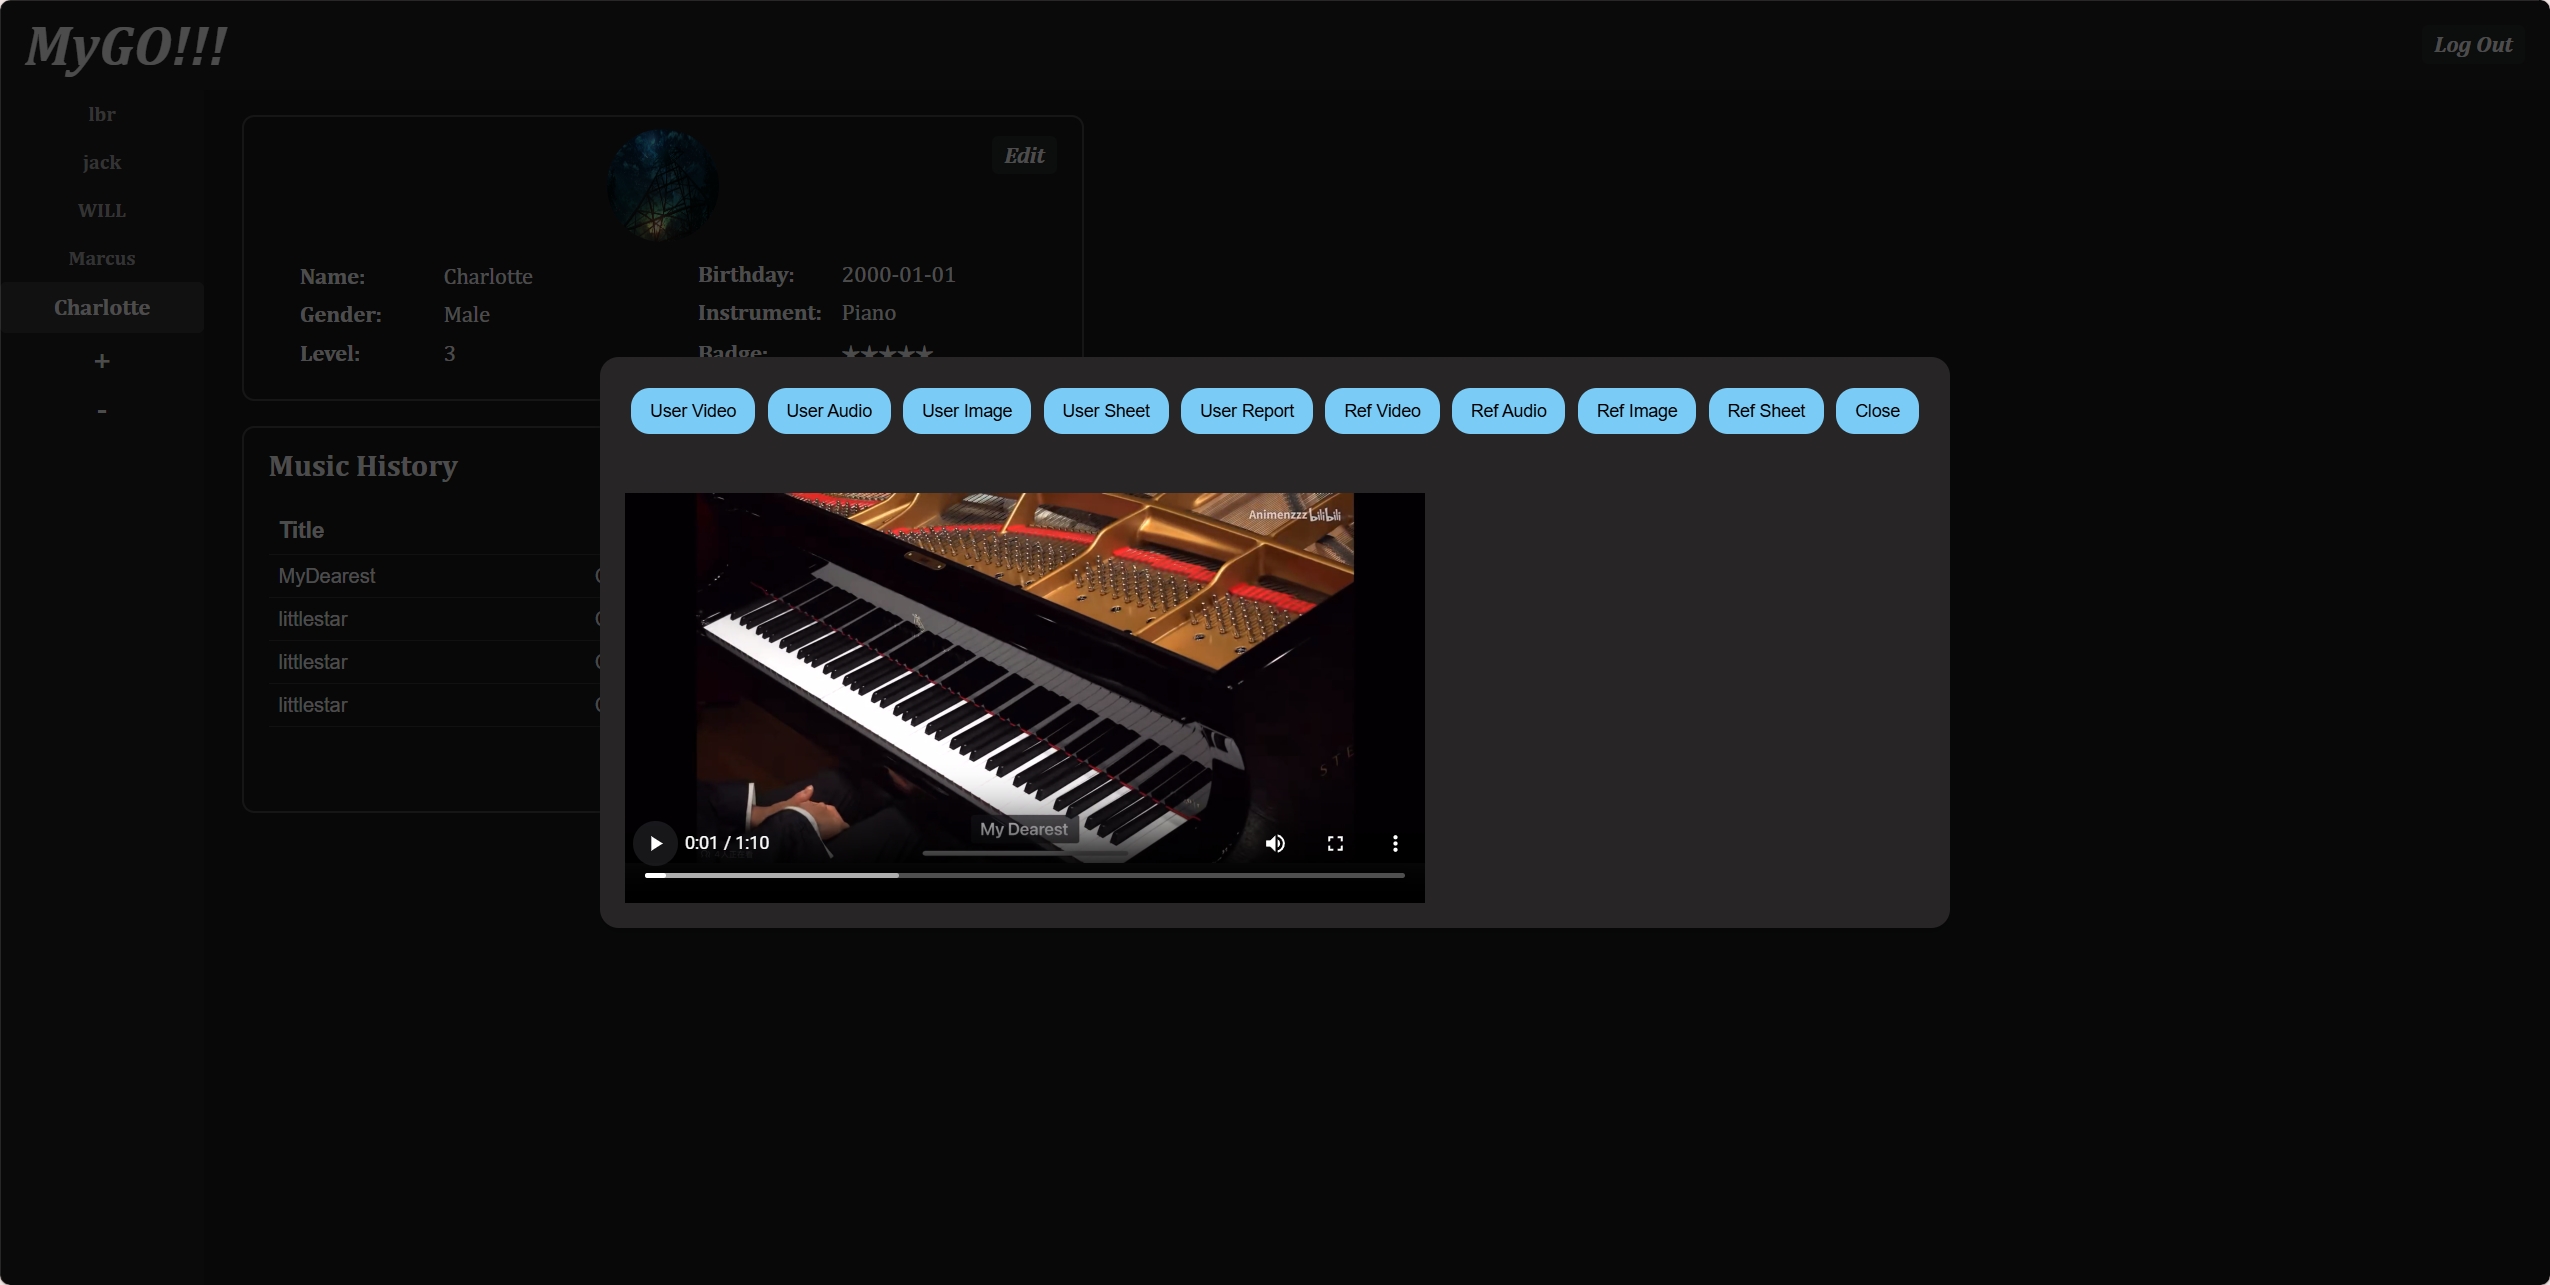 MyGO!!!
Log Out
lbr
jack
WILL
Marcus
Charlotte
+
-
Edit
Name: Charlotte
Gender: Male
Level: 3
Birthday: 2000-01-01
Instrument: Piano
Badge: ★★★★★
Music History
Title
MyDearest
littlestar
littlestar
littlestar
User Video
User Audio
User Image
User Sheet
User Report
Ref Video
Ref Audio
Ref Image
Ref Sheet
Close
Animenzzz bilibili
STE
My Dearest
0:01 / 1:10